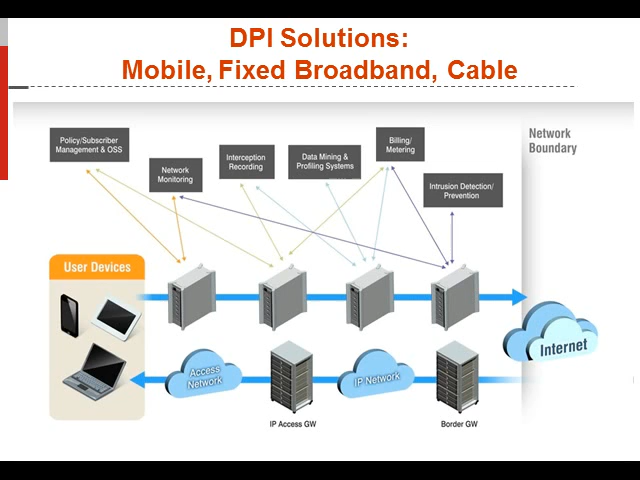 DPI Solutions:
Mobile, Fixed Broadband, Cable
Network
Boundary
Policy/Subscriber
Management & OSS
Network
Monitoring
Interception
Recording
Data Mining &
Profiling Systems
Billing/
Metering
Intrusion Detection/
Prevention
User Devices
Internet
Access
Network
IP Network
IP Access GW
Border GW